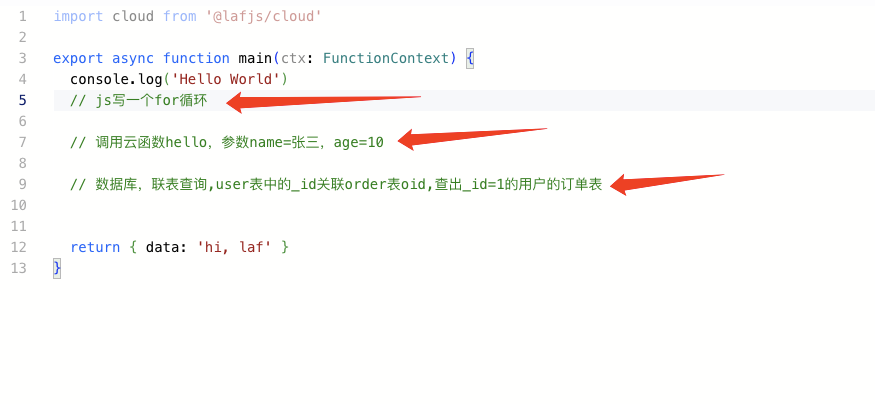 1 import cloud from '@lafjs/cloud'
2
3 export async function main(ctx: FunctionContext) {
4 console.log('Hello World')
5 // js写一个for循环
6
7 // 调用云函数hello，参数name=张三，age=10
8
9 // 数据库，联表查询,user表中的_id关联order表oid,查出_id=1的用户的订单表
10
11
12 return { data: 'hi, laf' }
13 }